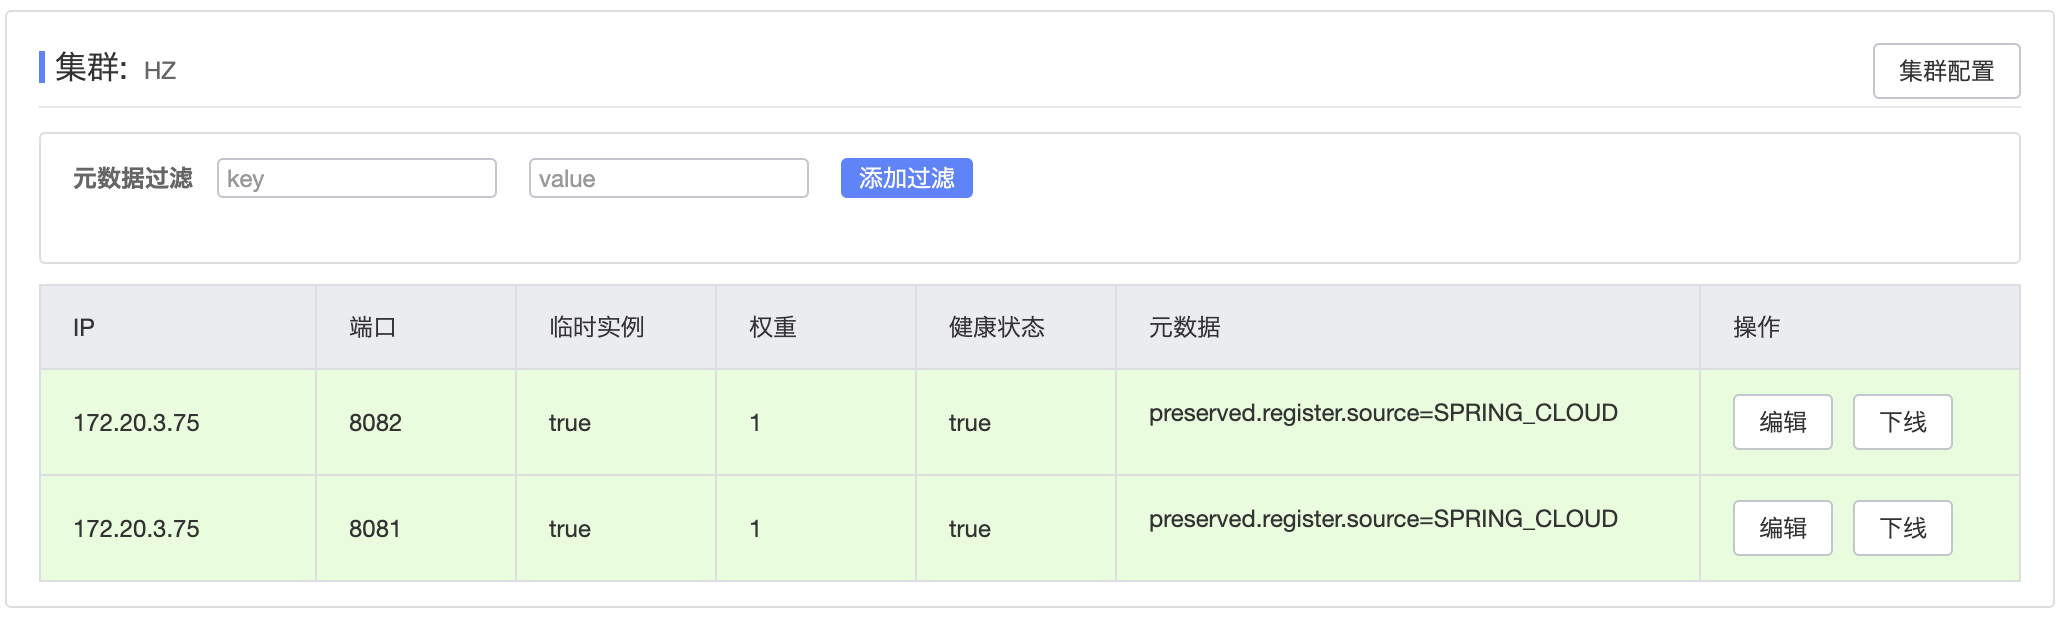 集群: HZ 集群配置
元数据过滤 key value 添加过滤
IP 端口 临时实例 权重 健康状态 元数据 操作
172.20.3.75 8082 true 1 true preserved.register.source=SPRING_CLOUD 编辑 下线
172.20.3.75 8081 true 1 true preserved.register.source=SPRING_CLOUD 编辑 下线